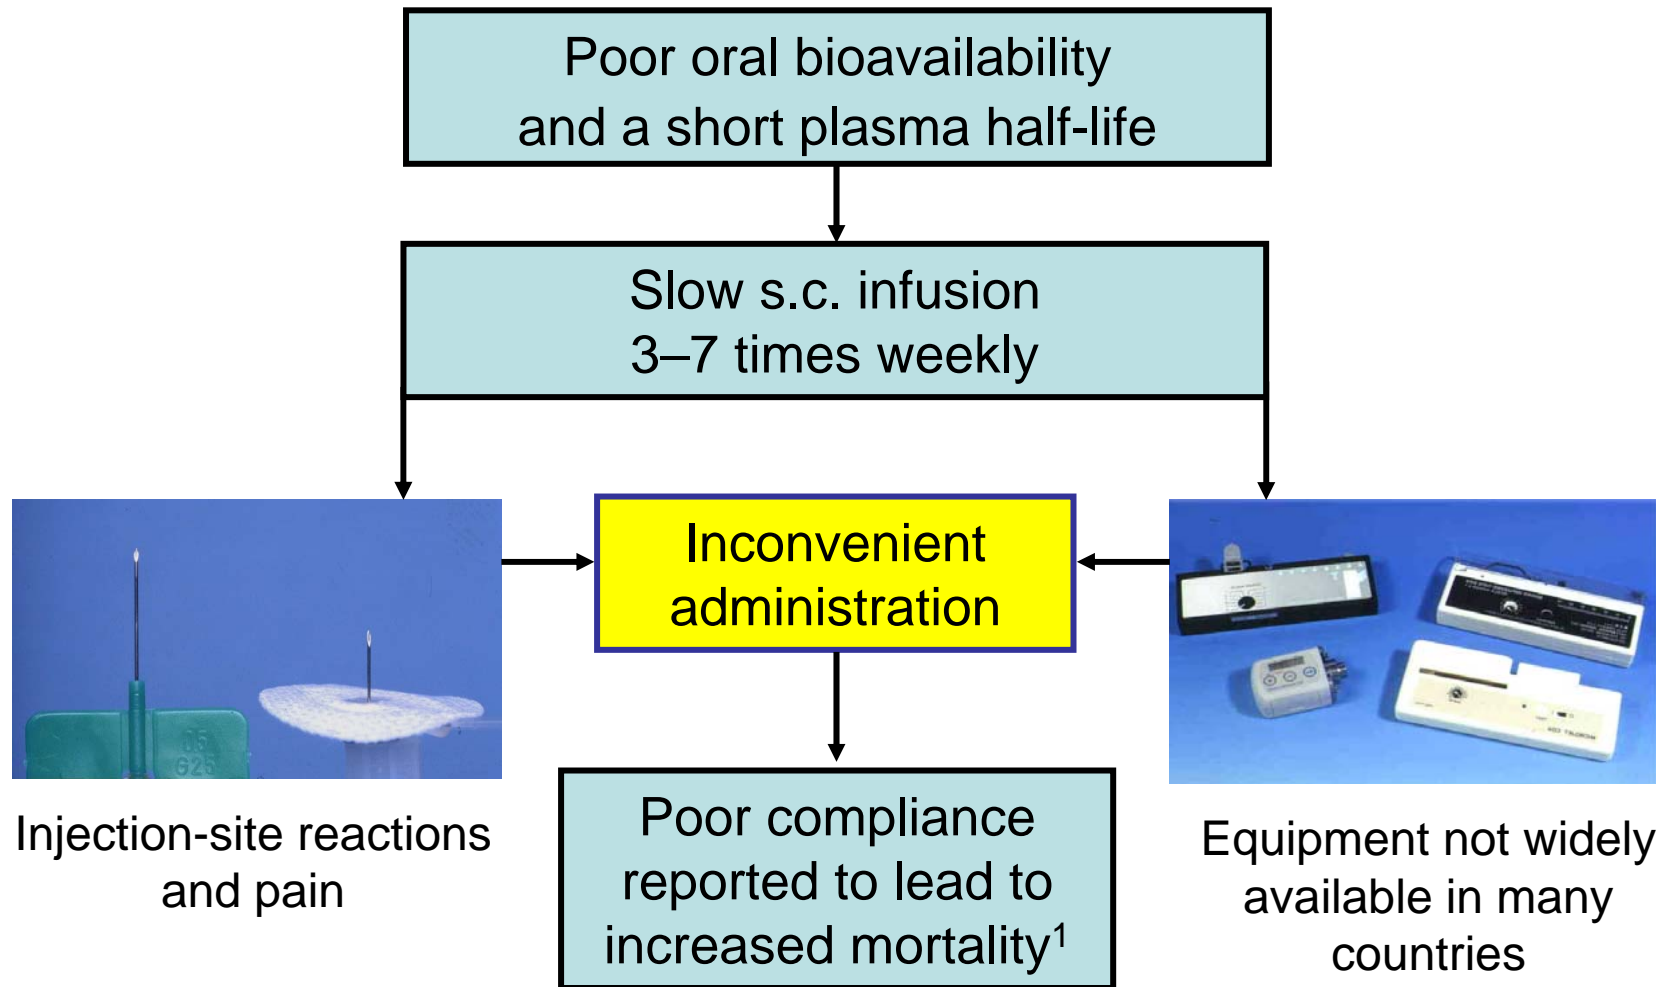 Poor oral bioavailability
and a short plasma half-life
Slow s.c. infusion
3–7 times weekly
Inconvenient
administration
G25
Injection-site reactions
and pain
Poor compliance
reported to lead to
increased mortality¹
Equipment not widely
available in many
countries